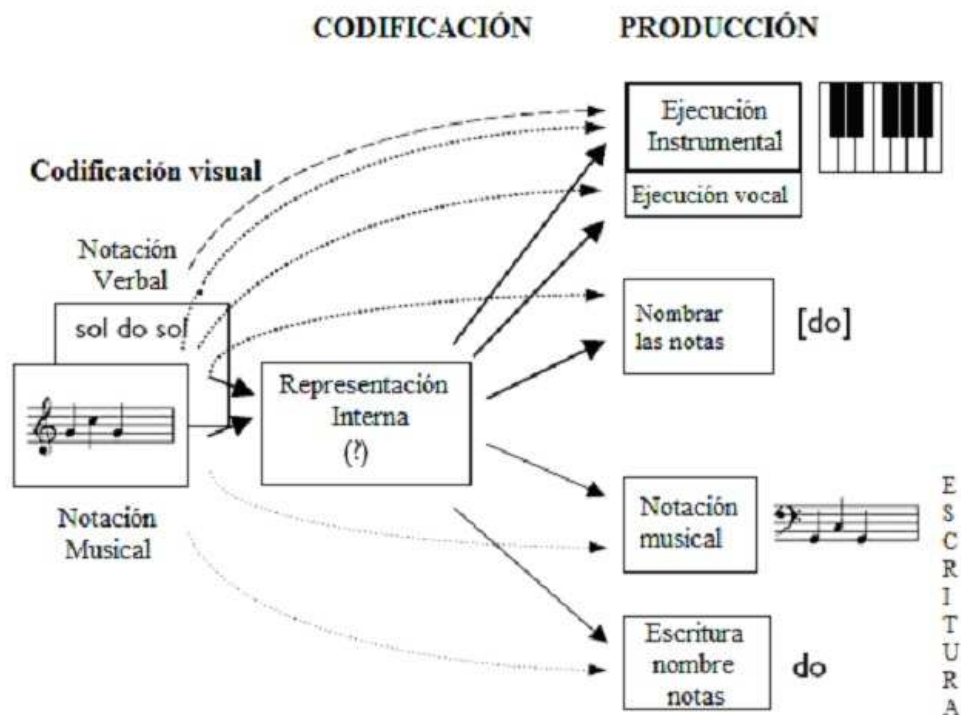 CODIFICACIÓN
PRODUCCIÓN
Codificación visual
Notación
Verbal
sol do sol
Notación
Musical
Representación
Interna
(?)
Ejecución
Instrumental
Ejecución vocal
Nombrar
las notas
[do]
Notación
musical
Escritura
nombre
notas
do
ESCRITURA